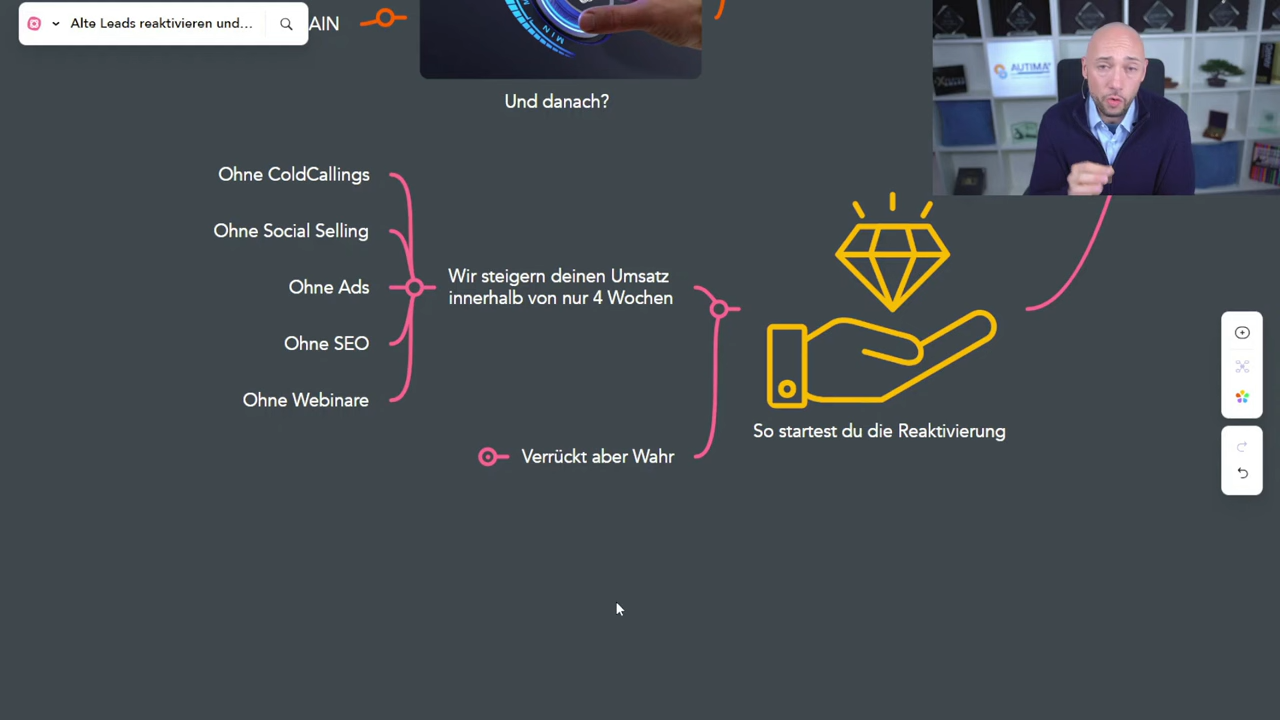 Alte Leads reaktivieren und...
AIN
MIN
AUTIMA
Und danach?
Ohne ColdCallings
Ohne Social Selling
Ohne Ads
Ohne SEO
Ohne Webinare
Wir steigern deinen Umsatz
innerhalb von nur 4 Wochen
Verrückt aber Wahr
So startest du die Reaktivierung